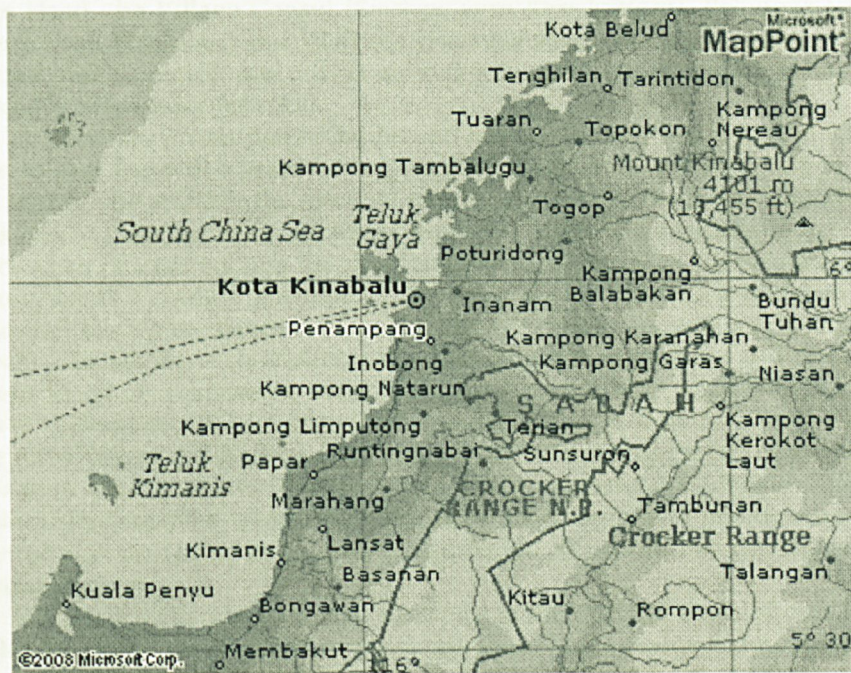 Kota Belud
Microsoft®
MapPoint®
Tenghilan
Tarintidon
Tuaran
Topokon
Kampong
Nereau
Kampong Tambalugu
Mount Kinabalu
4101 m
(13,455 ft)
Togop
South China Sea
Teluk
Gaya
Poturidong
Kota Kinabalu
Inanam
Kampong
Balabakan
6°
Bundu
Tuhan
Penampang
Kampong Karanahan
Inobong
Kampong Garas
Niasan
Kampong Natarun
SABAH
Kampong Limputong
Terian
Kampong
Kerokot
Laut
Runtingnabai
Sunsuron
Teluk
Kimanis
Papar
Marahang
CROCKER
RANGE N.P.
Tambunan
Lansat
Crocker Range
Kimanis
Basanan
Talangan
Kuala Penyu
Bongawan
Kitau
Rompon
Membakut
5° 30
116°
©2008 Microsoft Corp.